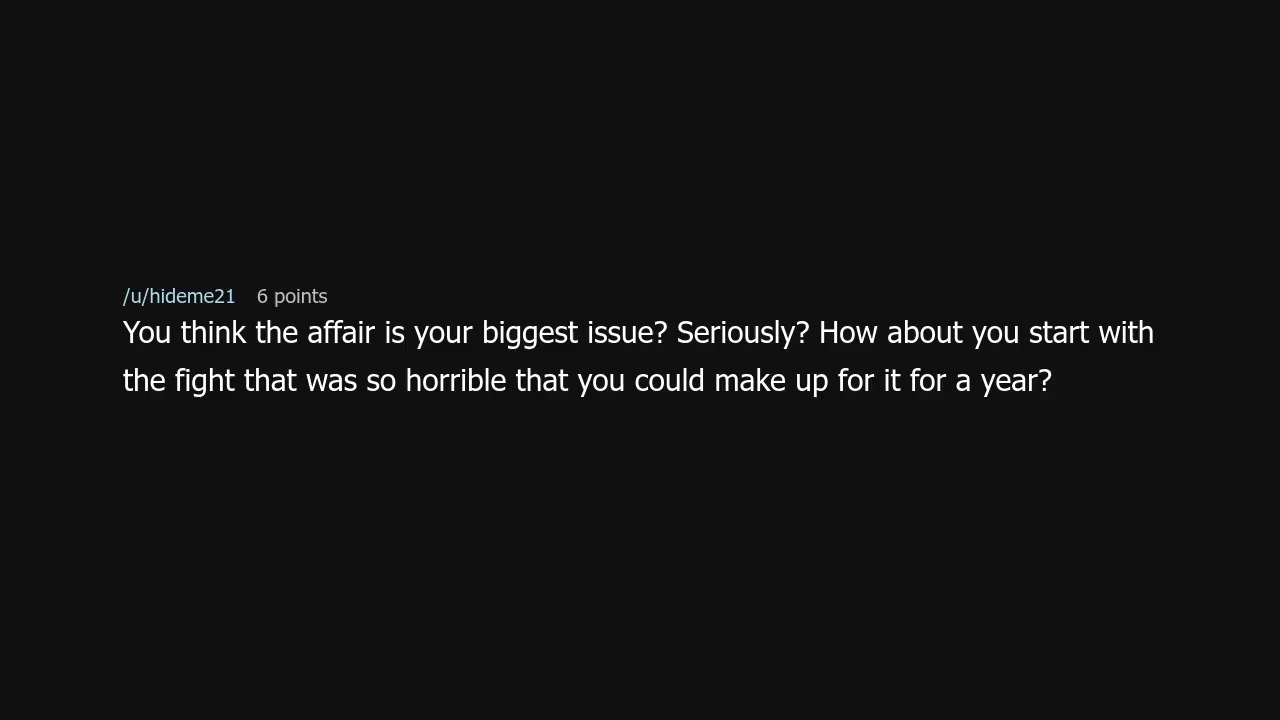 /u/hideme21 6 points
You think the affair is your biggest issue? Seriously? How about you start with
the fight that was so horrible that you could make up for it for a year?